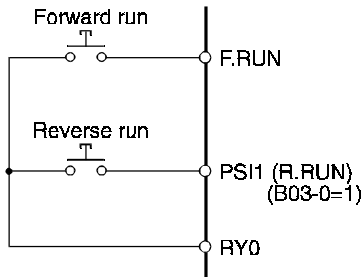 Forward run
F.RUN
Reverse run
PSI1 (R.RUN)
(B03-0=1)
RY0